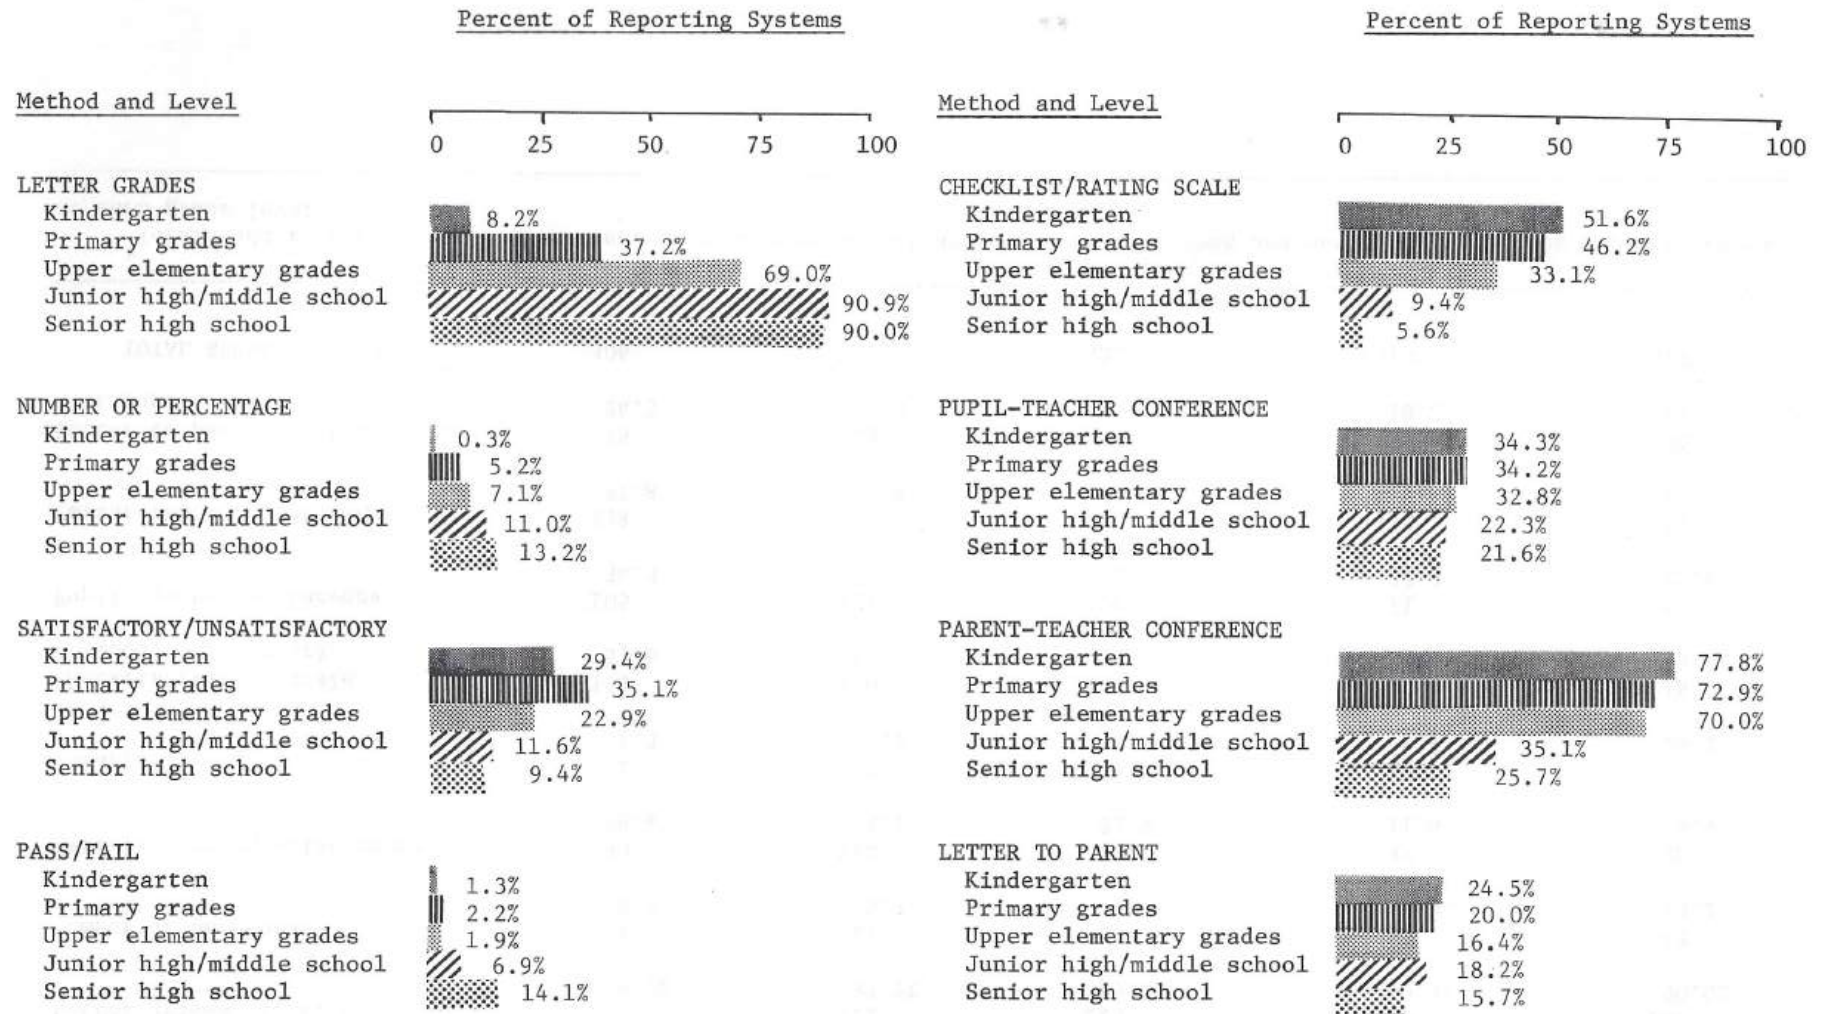 Percent of Reporting Systems
Method and Level
0 25 50 75 100
LETTER GRADES
Kindergarten 8.2%
Primary grades 37.2%
Upper elementary grades 69.0%
Junior high/middle school 90.9%
Senior high school 90.0%
NUMBER OR PERCENTAGE
Kindergarten 0.3%
Primary grades 5.2%
Upper elementary grades 7.1%
Junior high/middle school 11.0%
Senior high school 13.2%
SATISFACTORY/UNSATISFACTORY
Kindergarten 29.4%
Primary grades 35.1%
Upper elementary grades 22.9%
Junior high/middle school 11.6%
Senior high school 9.4%
PASS/FAIL
Kindergarten 1.3%
Primary grades 2.2%
Upper elementary grades 1.9%
Junior high/middle school 6.9%
Senior high school 14.1%
Percent of Reporting Systems
Method and Level
0 25 50 75 100
CHECKLIST/RATING SCALE
Kindergarten 51.6%
Primary grades 46.2%
Upper elementary grades 33.1%
Junior high/middle school 9.4%
Senior high school 5.6%
PUPIL-TEACHER CONFERENCE
Kindergarten 34.3%
Primary grades 34.2%
Upper elementary grades 32.8%
Junior high/middle school 22.3%
Senior high school 21.6%
PARENT-TEACHER CONFERENCE
Kindergarten 77.8%
Primary grades 72.9%
Upper elementary grades 70.0%
Junior high/middle school 35.1%
Senior high school 25.7%
LETTER TO PARENT
Kindergarten 24.5%
Primary grades 20.0%
Upper elementary grades 16.4%
Junior high/middle school 18.2%
Senior high school 15.7%